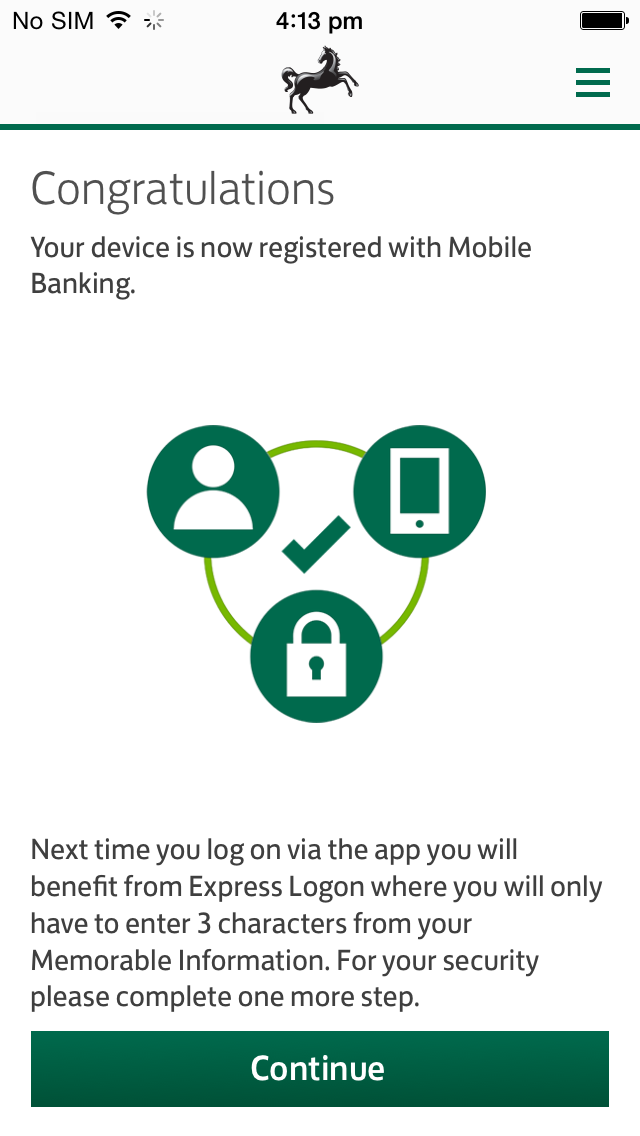 No SIM 4:13 pm
Congratulations
Your device is now registered with Mobile
Banking.
Next time you log on via the app you will
benefit from Express Logon where you will only
have to enter 3 characters from your
Memorable Information. For your security
please complete one more step.
Continue